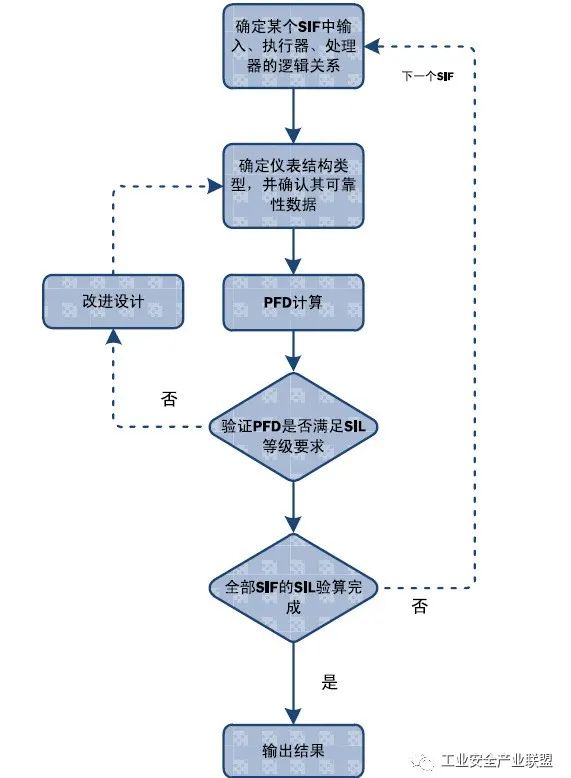 确定某个SIF中输
入、执行器、处理
器的逻辑关系
下一个SIF
确定仪表结构类
型，并确认其可靠
性数据
改进设计
PFD计算
否
验证PFD是否满足SIL
等级要求
全部SIF的SIL验算完
成
否
是
输出结果
工业安全产业联盟